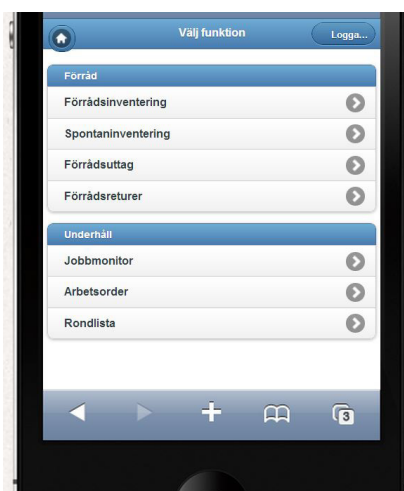 Välj funktion
Logga...
Förråd
Förrådsinventering
Spontaninventering
Förrådsuttag
Förrådsreturer
Underhåll
Jobbmonitor
Arbetsorder
Rondlista
3